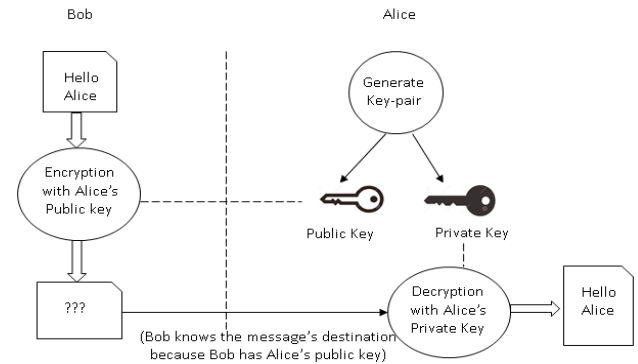 Bob
Alice
Hello
Alice
Generate
Key-pair
Encryption
with Alice's
Public key
Public Key
Private Key
???
Decryption
with Alice's
Private Key
Hello
Alice
(Bob knows the message's destination
because Bob has Alice's public key)